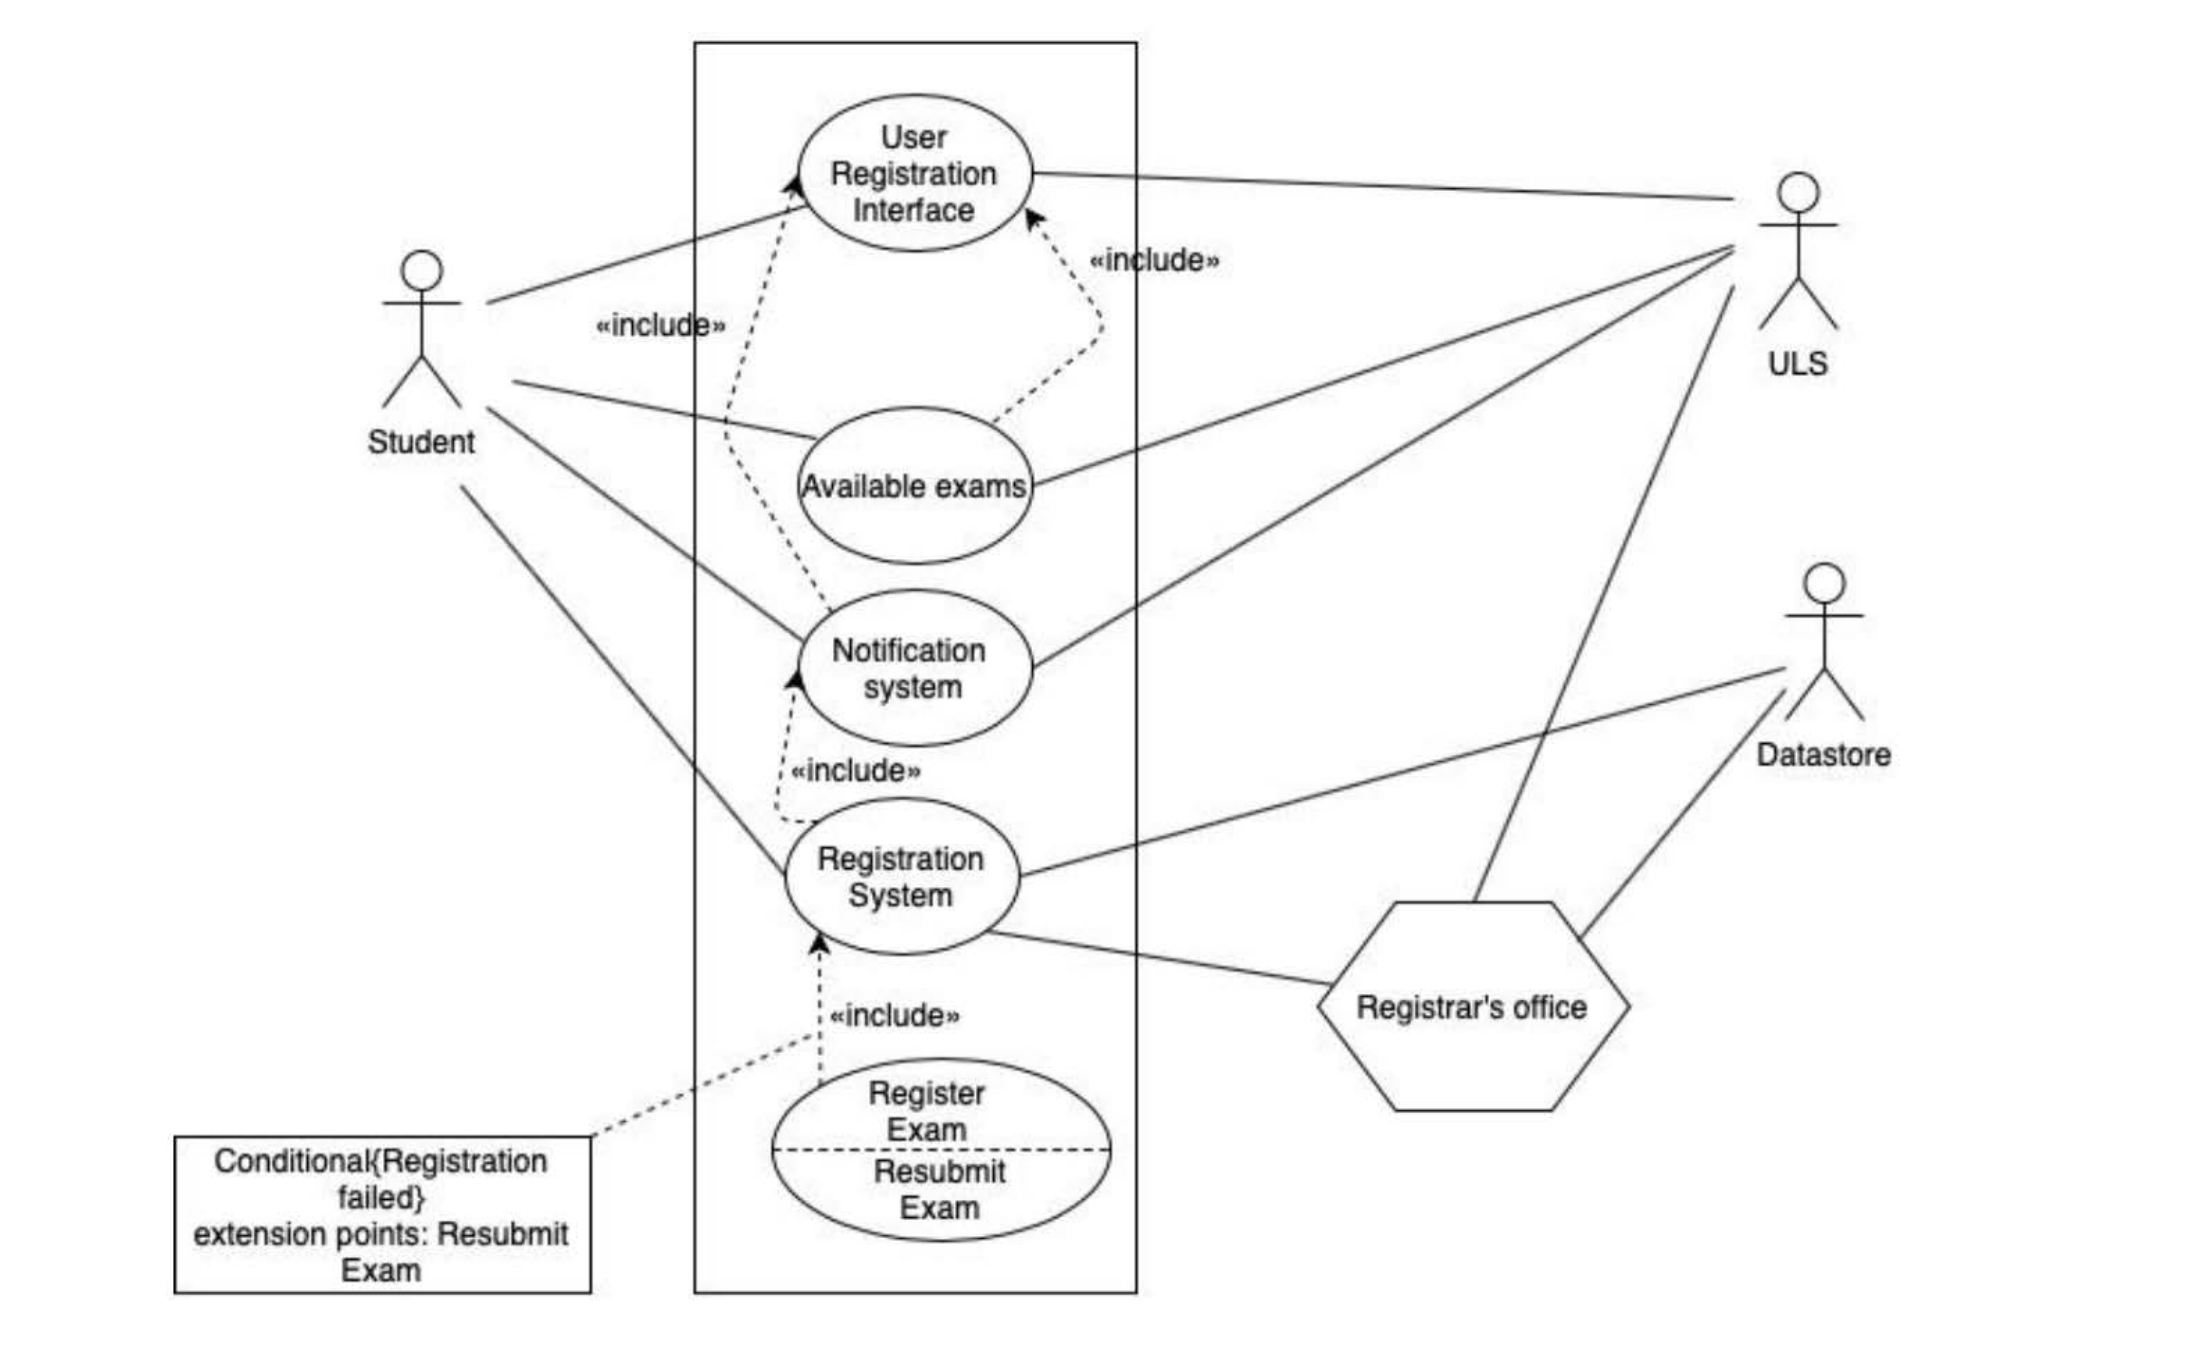 User
Registration
Interface
«include»
«include»
ULS
Student
Available exams
Notification
system
Datastore
«include»
Registration
System
Registrar's office
«include»
Register
Exam
Resubmit
Exam
Conditional{Registration
failed}
extension points: Resubmit
Exam